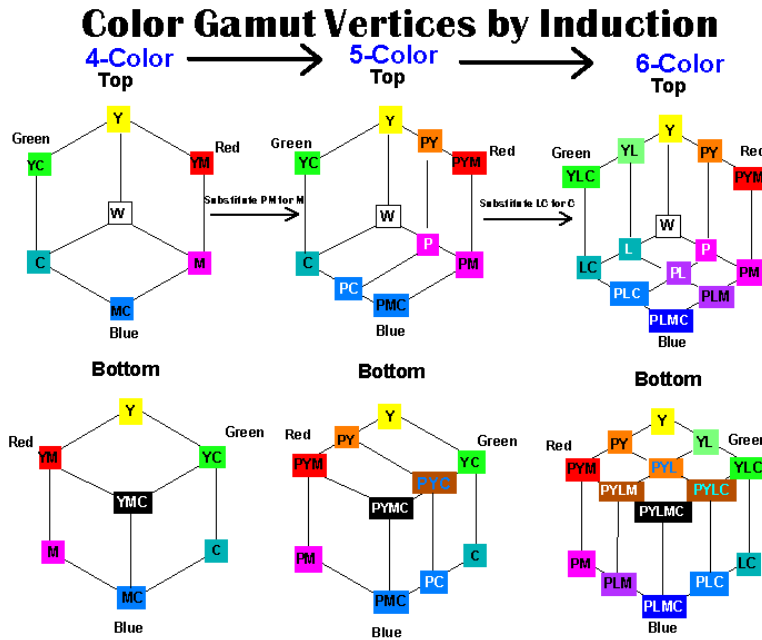 Color Gamut Vertices by Induction
4-Color 5-Color 6-Color
Top Top Top
Y Y PY Y PY
Green Red Green Red Green YL Red
YC YM YC PYM YLC PYM
W Substitute PM for M W Substitute LC for C W
C M C P PM LC L P PM
PC PL
MC PMC PLC PLM
PLMC
Blue Blue Blue
Bottom Bottom Bottom
Y Y Y
Red Green Red PY Green Red PY YL Green
YM YC PYM PYC YC PYM PYL YLC
YMC PYMC PYLM PYLC
PYLMC
M C PM PC C PM PLM PLC LC
MC PMC PLMC
Blue Blue Blue